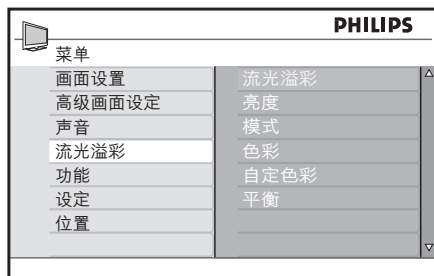 PHILIPS
菜单
画面设置
高级画面设定
声音
流光溢彩
功能
设定
位置
流光溢彩
亮度
模式
色彩
自定色彩
平衡